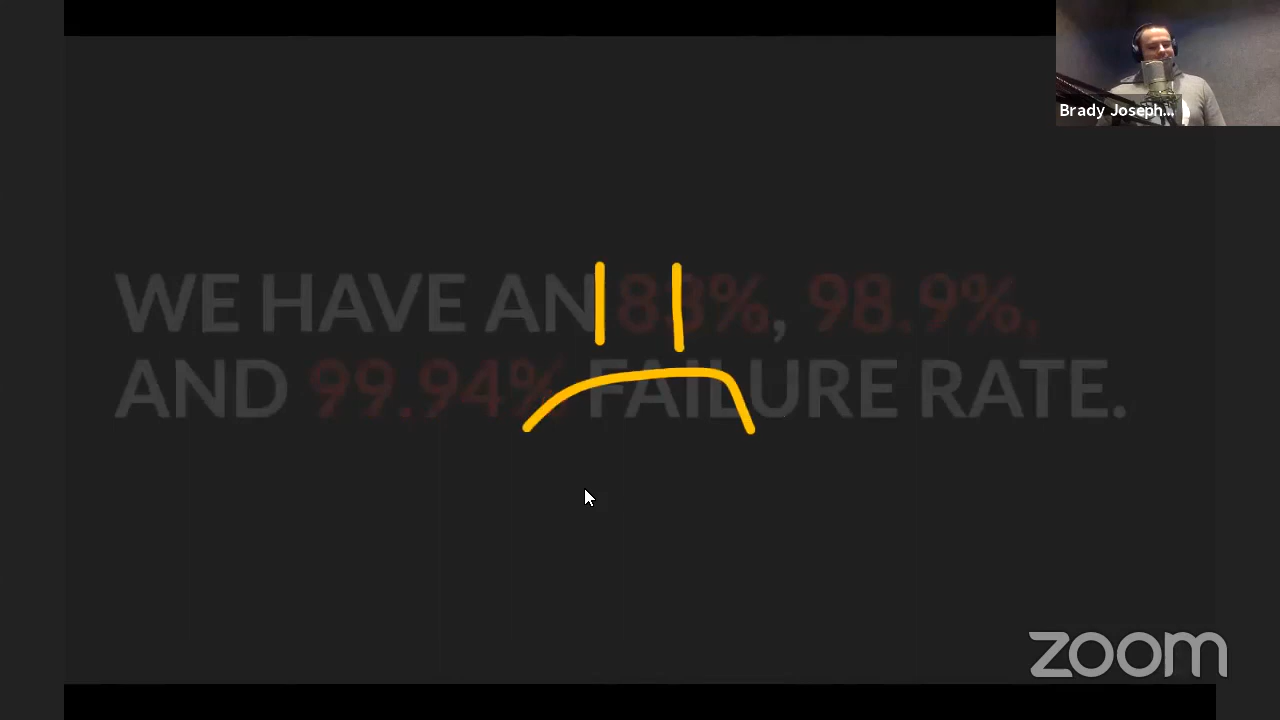 Brady Joseph...
WE HAVE AN 83%, 98.9%,
AND 99.94% FAILURE RATE.
zoom